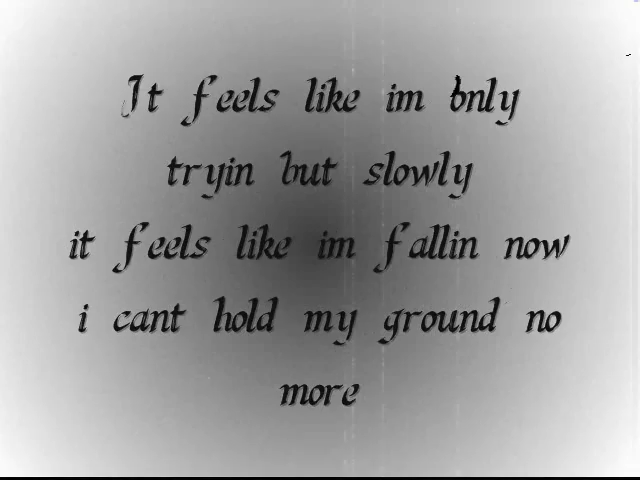 It feels like im only
tryin but slowly
it feels like im fallin now
i cant hold my ground no
more